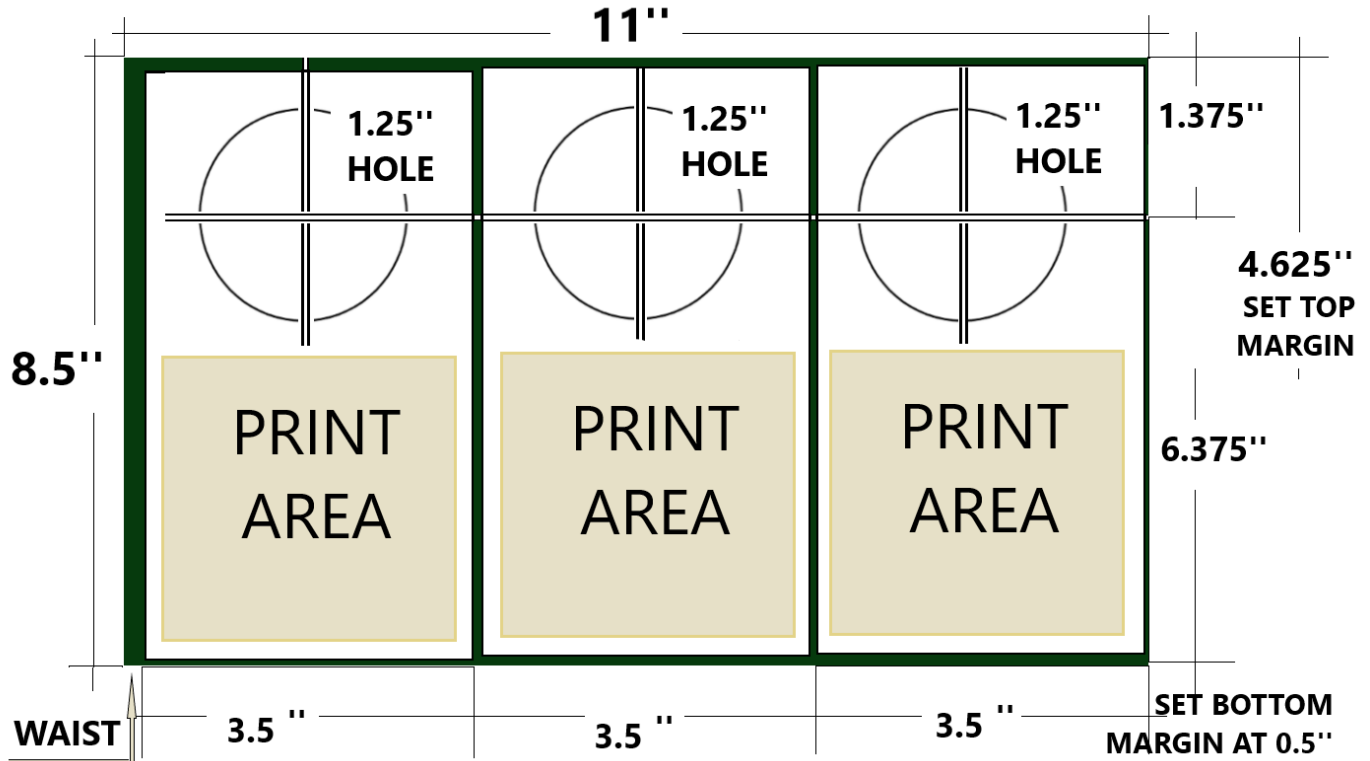 11''
1.25''
HOLE
1.25''
HOLE
1.25''
HOLE
1.375''
4.625''
SET TOP
MARGIN
8.5''
PRINT
AREA
PRINT
AREA
PRINT
AREA
6.375''
WAIST
3.5 ''
3.5 ''
3.5 ''
SET BOTTOM
MARGIN AT 0.5''